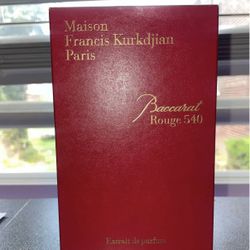 Maison
Francis Kurkdjian
Paris
Baccarat
Rouge 540
Extrait de parfum